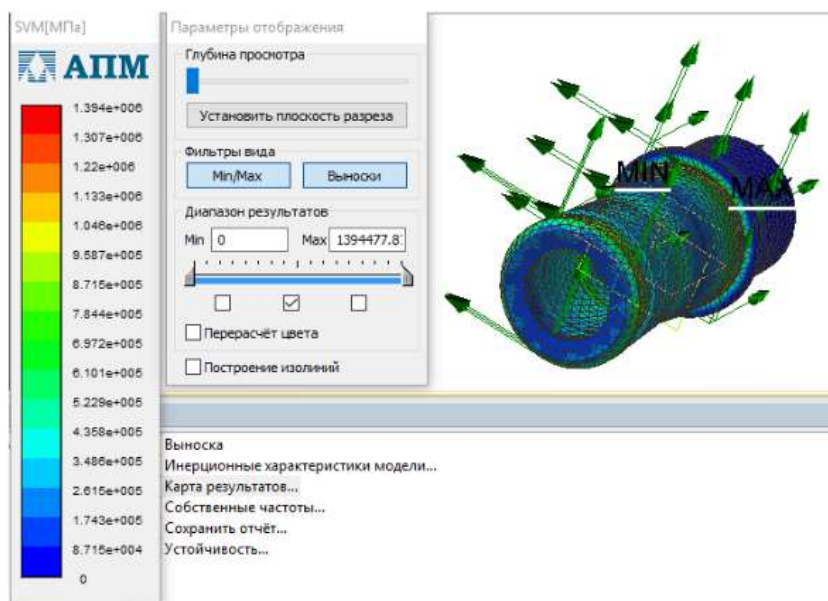 SVM[МПа]
АПМ
1.394e+006
1.307e+006
1.22e+006
1.133e+006
1.046e+006
9.587e+005
8.715e+005
7.844e+005
6.972e+005
6.101e+005
5.229e+005
4.358e+005
3.486e+005
2.615e+005
1.743e+005
8.715e+004
0
Параметры отображения
Глубина просмотра
Установить плоскость разреза
Фильтры вида
Min/Max Выноски
Диапазон результатов
Min 0 Max 1394477.8
Перерасчёт цвета
Построение изолиний
MIN
MAX
Выноска
Инерционные характеристики модели...
Карта результатов...
Собственные частоты...
Сохранить отчёт...
Устойчивость...